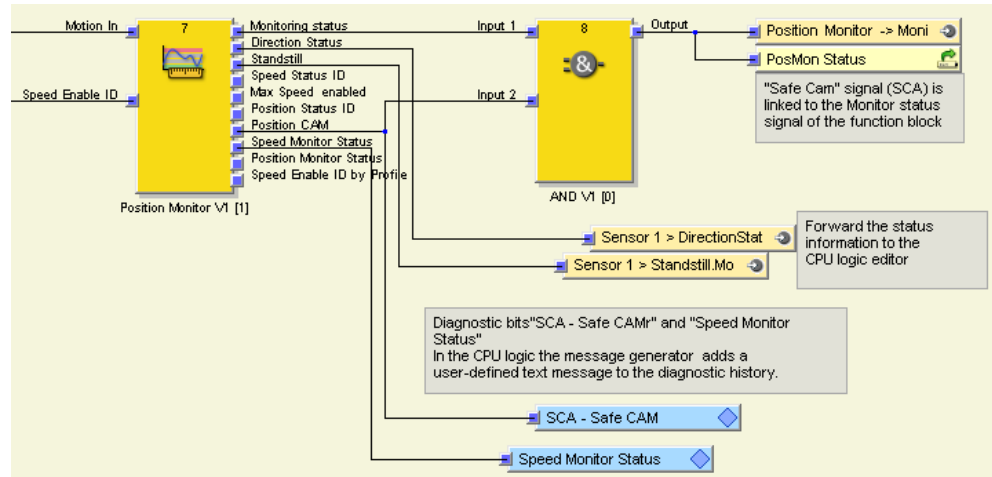 Motion In
7
Monitoring status
Direction Status
Standstill
Speed Status ID
Max Speed enabled
Position Status ID
Position CAM
Speed Monitor Status
Position Monitor Status
Speed Enable ID by Profile
Speed Enable ID
Position Monitor V1 [1]
Input 1
8
Output
&
Input 2
AND V1 [0]
Position Monitor -> Moni
PosMon Status
"Safe Cam" signal (SCA) is
linked to the Monitor status
signal of the function block
Sensor 1 > DirectionStat
Sensor 1 > Standstill.Mo
Forward the status
information to the
CPU logic editor
Diagnostic bits"SCA - Safe CAMr" and "Speed Monitor
Status"
In the CPU logic the message generator adds a
user-defined text message to the diagnostic history.
SCA - Safe CAM
Speed Monitor Status